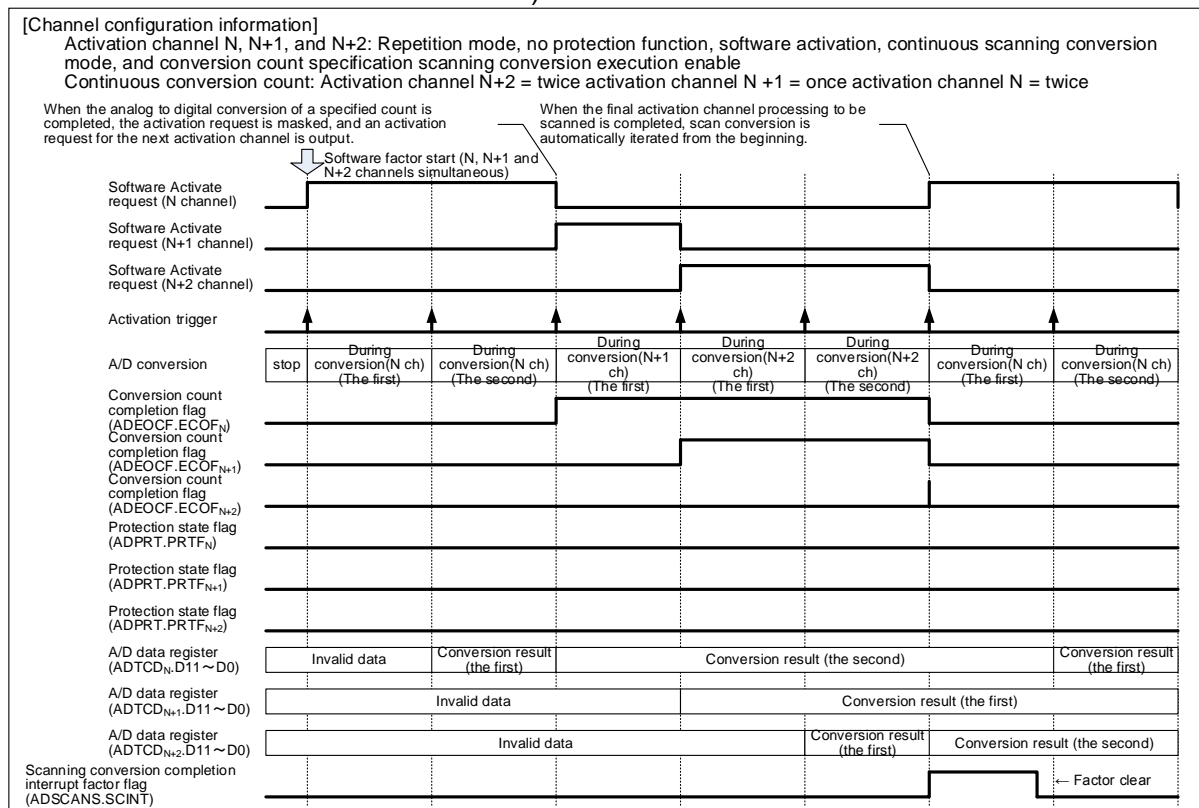 )
[Channel configuration information]
Activation channel N, N+1, and N+2: Repetition mode, no protection function, software activation, continuous scanning conversion
mode, and conversion count specification scanning conversion execution enable
Continuous conversion count: Activation channel N+2 = twice activation channel N +1 = once activation channel N = twice
When the analog to digital conversion of a specified count is
completed, the activation request is masked, and an activation
request for the next activation channel is output.
When the final activation channel processing to be
scanned is completed, scan conversion is
automatically iterated from the beginning.
Software factor start (N, N+1 and
N+2 channels simultaneous)
Software Activate
request (N channel)
Software Activate
request (N+1 channel)
Software Activate
request (N+2 channel)
Activation trigger
A/D conversion
stop
During
conversion(N ch)
(The first)
During
conversion(N ch)
(The second)
During
conversion(N+1
ch)
(The first)
During
conversion(N+2
ch)
(The first)
During
conversion(N+2
ch)
(The second)
During
conversion(N ch)
(The first)
During
conversion(N ch)
(The second)
Conversion count
completion flag
(ADEOCF.ECOFN)
Conversion count
completion flag
(ADEOCF.ECOFN+1)
Conversion count
completion flag
(ADEOCF.ECOFN+2)
Protection state flag
(ADPRT.PRTFN)
Protection state flag
(ADPRT.PRTFN+1)
Protection state flag
(ADPRT.PRTFN+2)
A/D data register
(ADTCDN.D11～D0)
Invalid data
Conversion result
(the first)
Conversion result (the second)
Conversion result
(the first)
A/D data register
(ADTCDN+1.D11～D0)
Invalid data
Conversion result (the first)
A/D data register
(ADTCDN+2.D11～D0)
Invalid data
Conversion result
(the first)
Conversion result (the second)
Scanning conversion completion
interrupt factor flag
(ADSCANS.SCINT)
← Factor clear